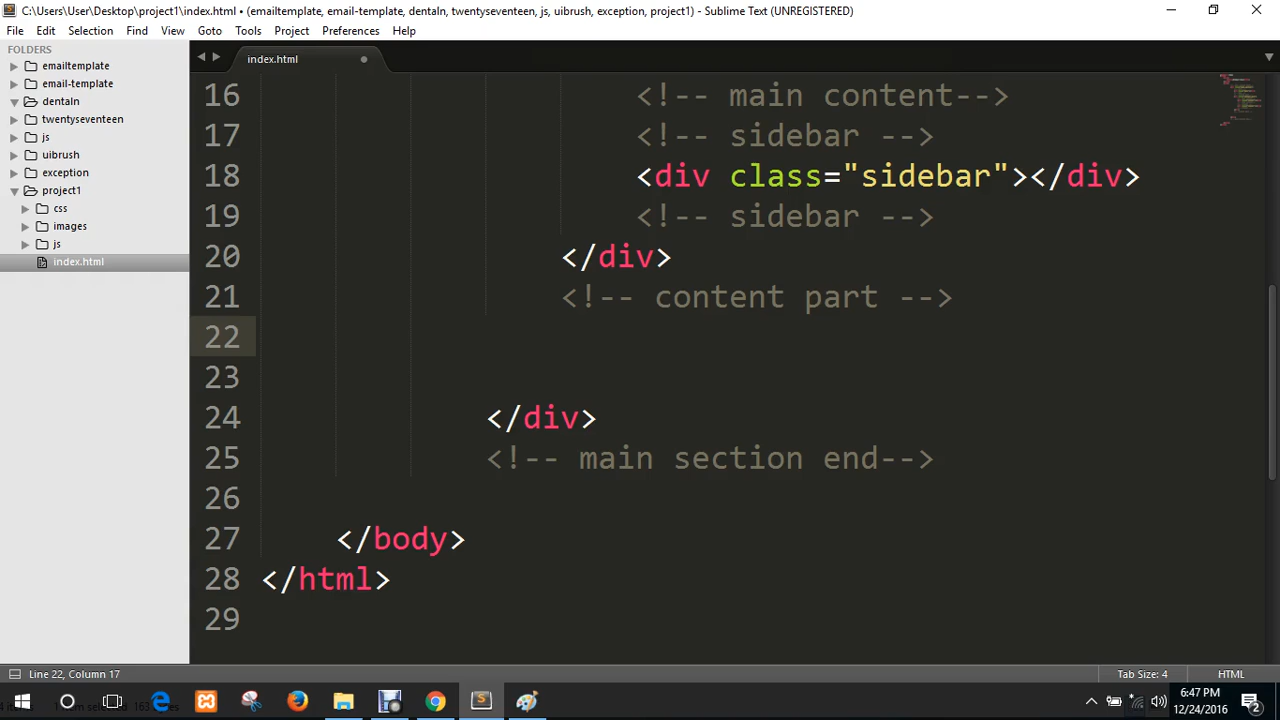 C:\Users\User\Desktop\project1\index.html • (emailtemplate, email-template, dentaln, twentyseventeen, js, uibrush, exception, project1) - Sublime Text (UNREGISTERED)
File Edit Selection Find View Goto Tools Project Preferences Help
FOLDERS
emailtemplate
email-template
dentaln
twentyseventeen
js
uibrush
exception
project1
css
images
js
index.html
index.html
16 <!-- main content-->
17 <!-- sidebar -->
18 <div class="sidebar"></div>
19 <!-- sidebar -->
20 </div>
21 <!-- content part -->
22
23
24 </div>
25 <!-- main section end-->
26
27 </body>
28 </html>
29
Line 22, Column 17
Tab Size: 4 HTML
6:47 PM
12/24/2016
2